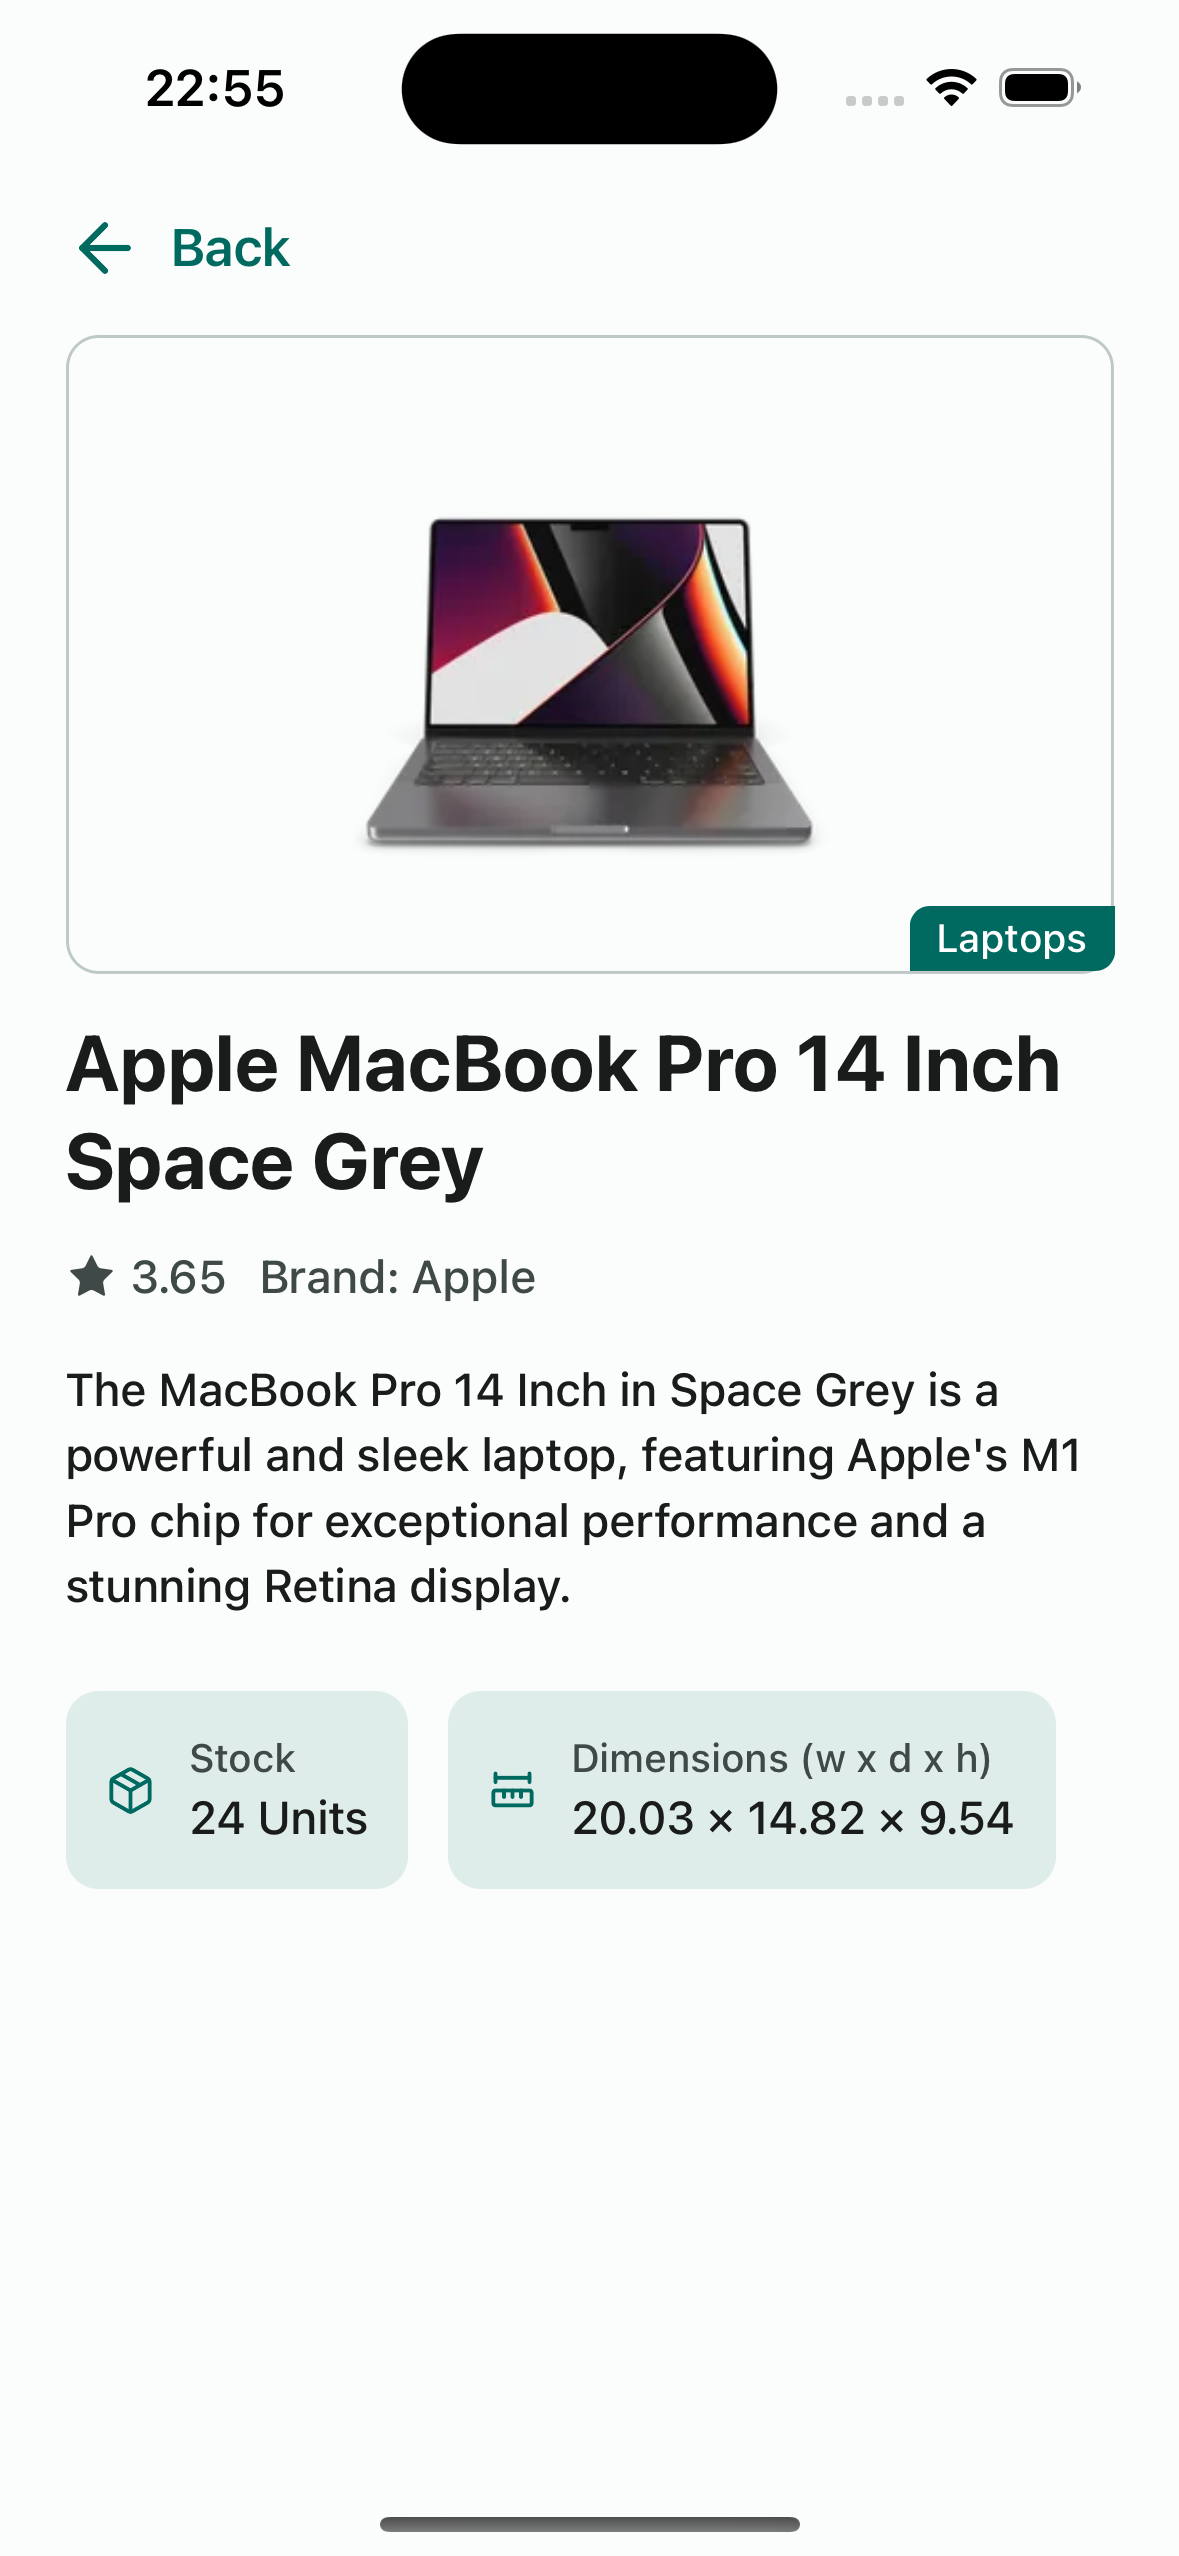 22:55
Back
Laptops
Apple MacBook Pro 14 Inch
Space Grey
3.65 Brand: Apple
The MacBook Pro 14 Inch in Space Grey is a
powerful and sleek laptop, featuring Apple's M1
Pro chip for exceptional performance and a
stunning Retina display.
Stock
24 Units
Dimensions (w x d x h)
20.03 × 14.82 × 9.54